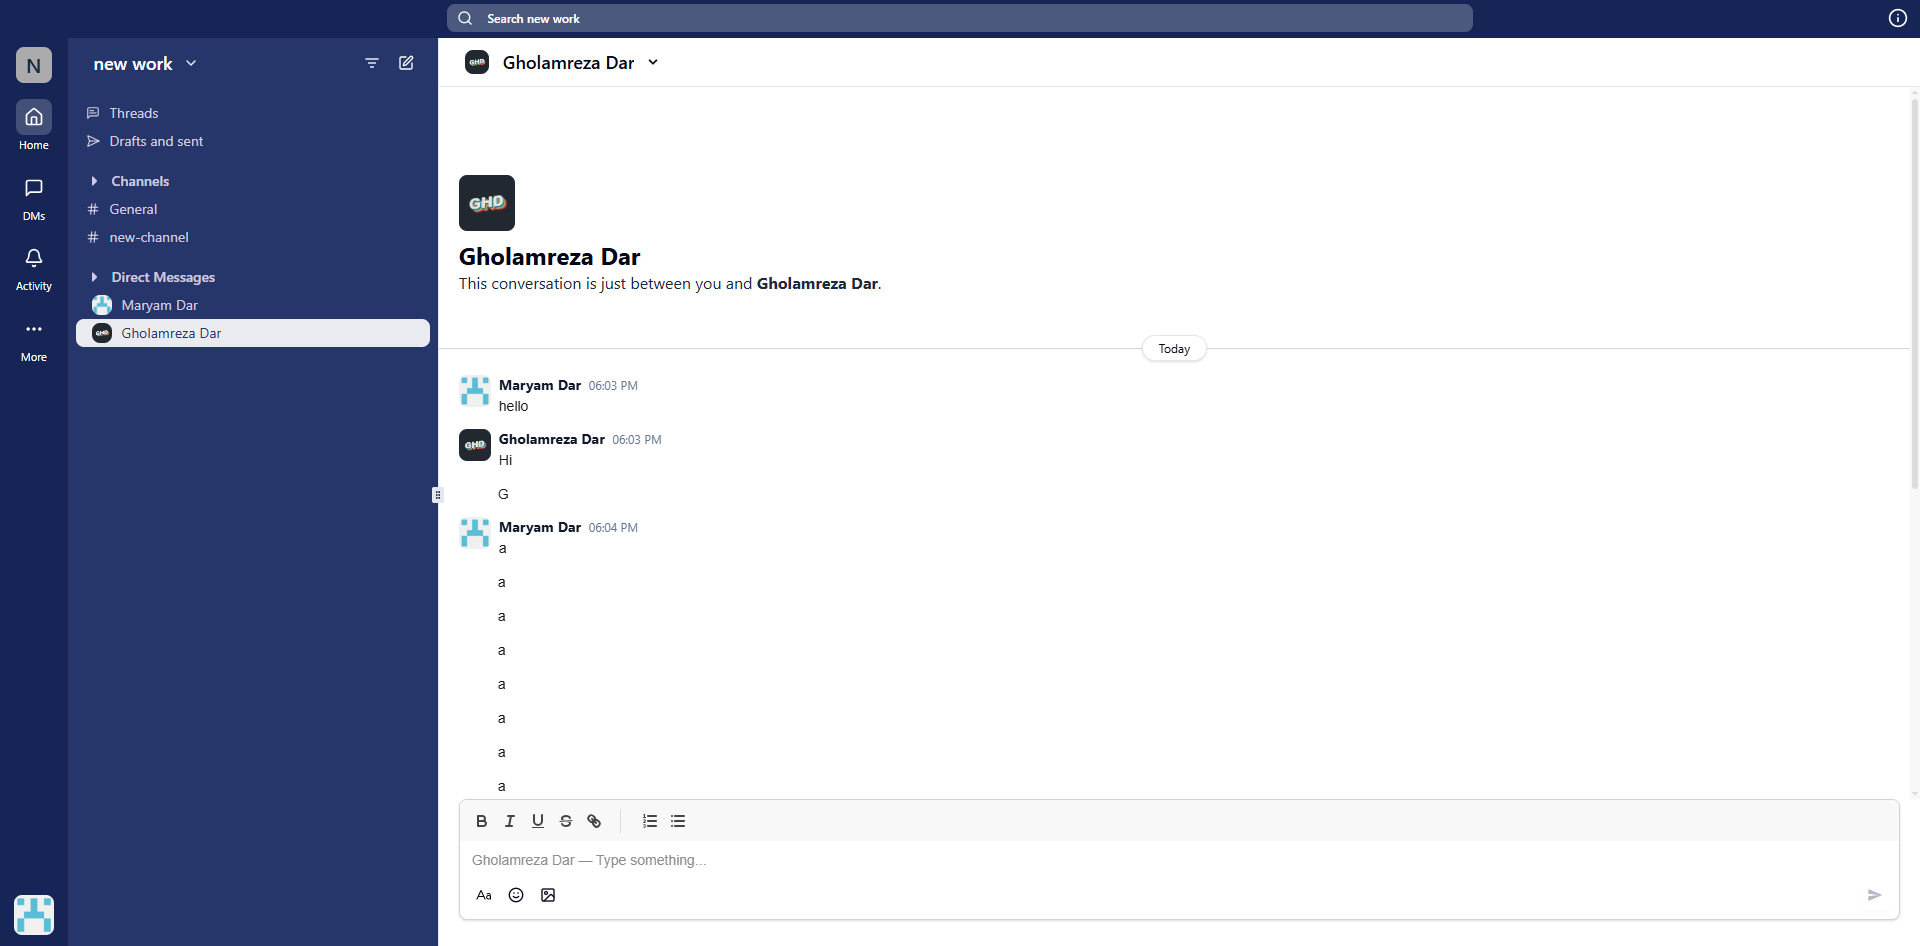 Search new work
N
new work
Home
DMs
Activity
More
Threads
Drafts and sent
Channels
# General
# new-channel
Direct Messages
Maryam Dar
GHD Gholamreza Dar
GHD Gholamreza Dar
GHD
Gholamreza Dar
This conversation is just between you and Gholamreza Dar.
Today
Maryam Dar 06:03 PM
hello
GHD Gholamreza Dar 06:03 PM
Hi
G
Maryam Dar 06:04 PM
a
a
a
a
a
a
a
a
B I U S
Gholamreza Dar — Type something...
Aa